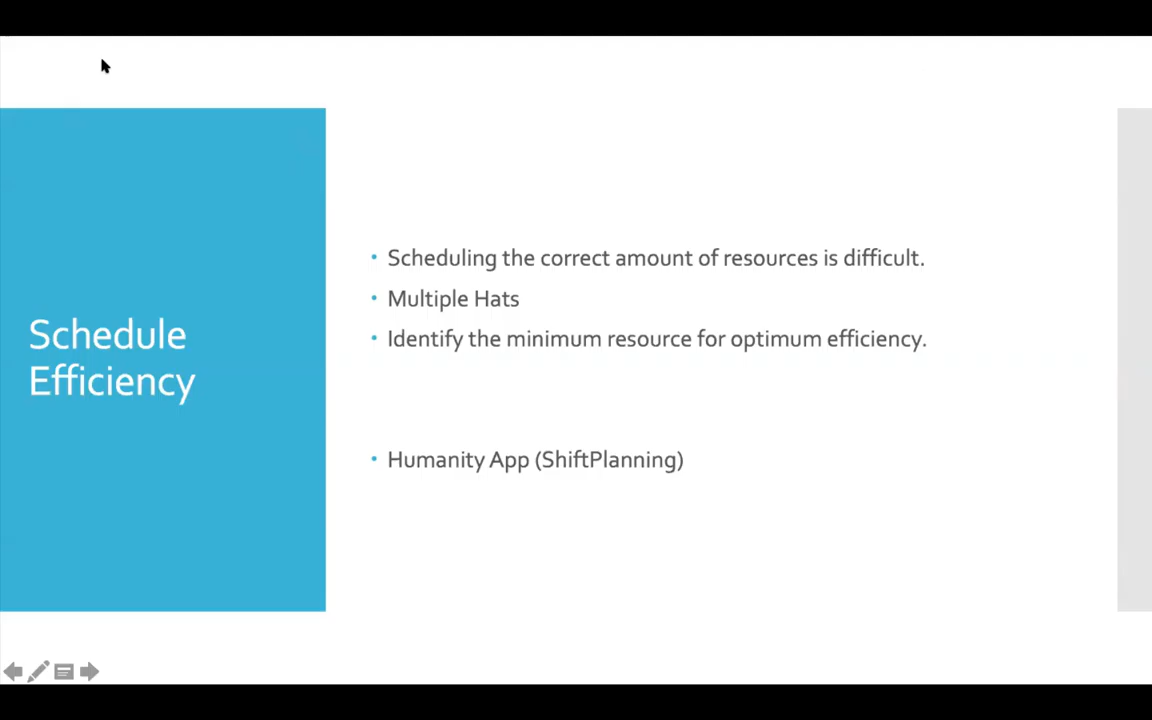 Schedule
Efficiency
• Scheduling the correct amount of resources is difficult.
• Multiple Hats
• Identify the minimum resource for optimum efficiency.
• Humanity App (ShiftPlanning)